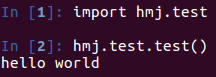 In [1]: import hmj.test
In [2]: hmj.test.test()
hello world